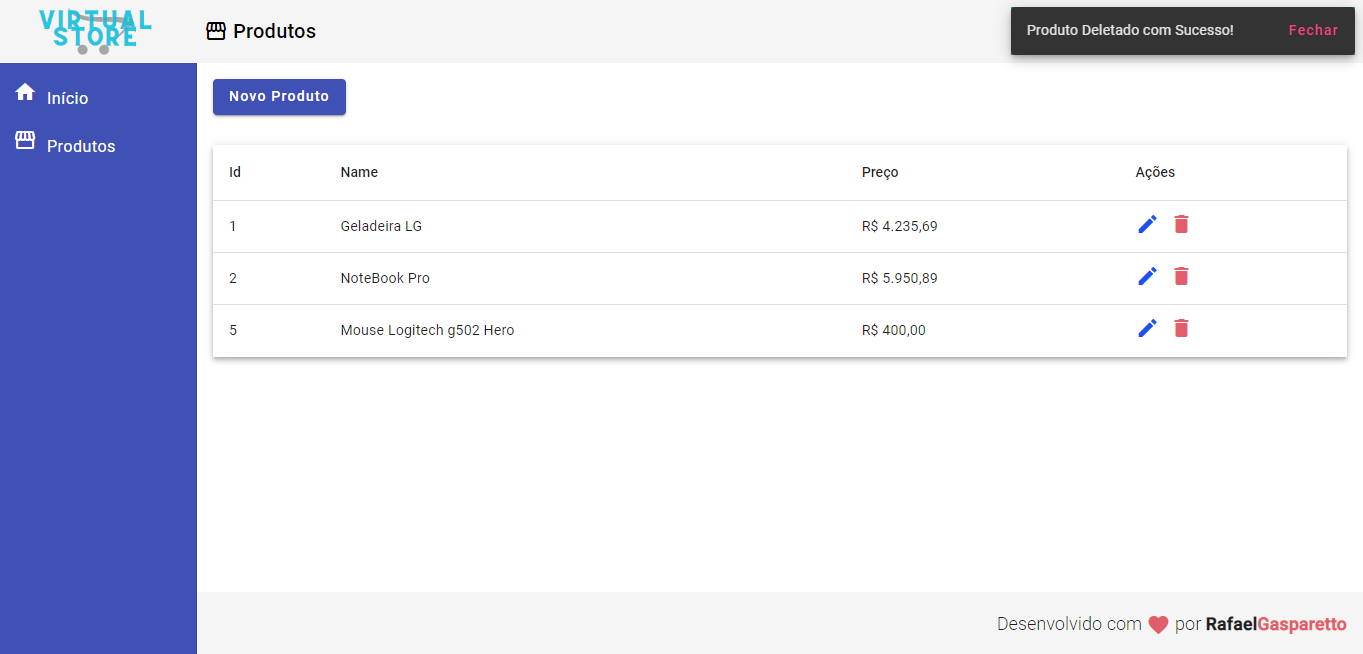 VIRTUAL
STORE
Produtos
Produto Deletado com Sucesso! Fechar
Início
Produtos
Novo Produto
Id Name Preço Ações
1 Geladeira LG R$ 4.235,69
2 NoteBook Pro R$ 5.950,89
5 Mouse Logitech g502 Hero R$ 400,00
Desenvolvido com por RafaelGasparetto